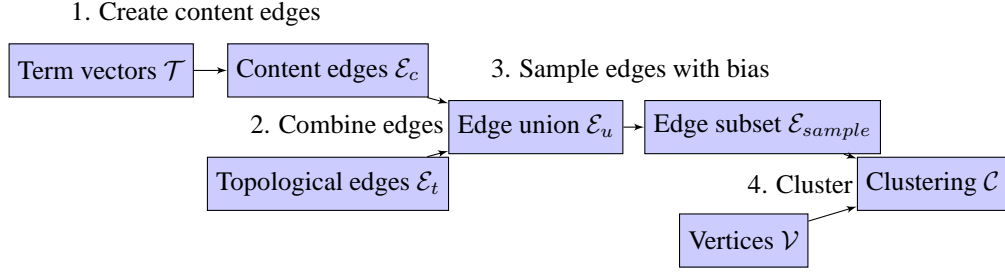 1. Create content edges
Term vectors 𝒯
Content edges ℰ_c
3. Sample edges with bias
2. Combine edges
Edge union ℰ_u
Edge subset ℰ_sample
Topological edges ℰ_t
4. Cluster
Clustering 𝒞
Vertices 𝒱